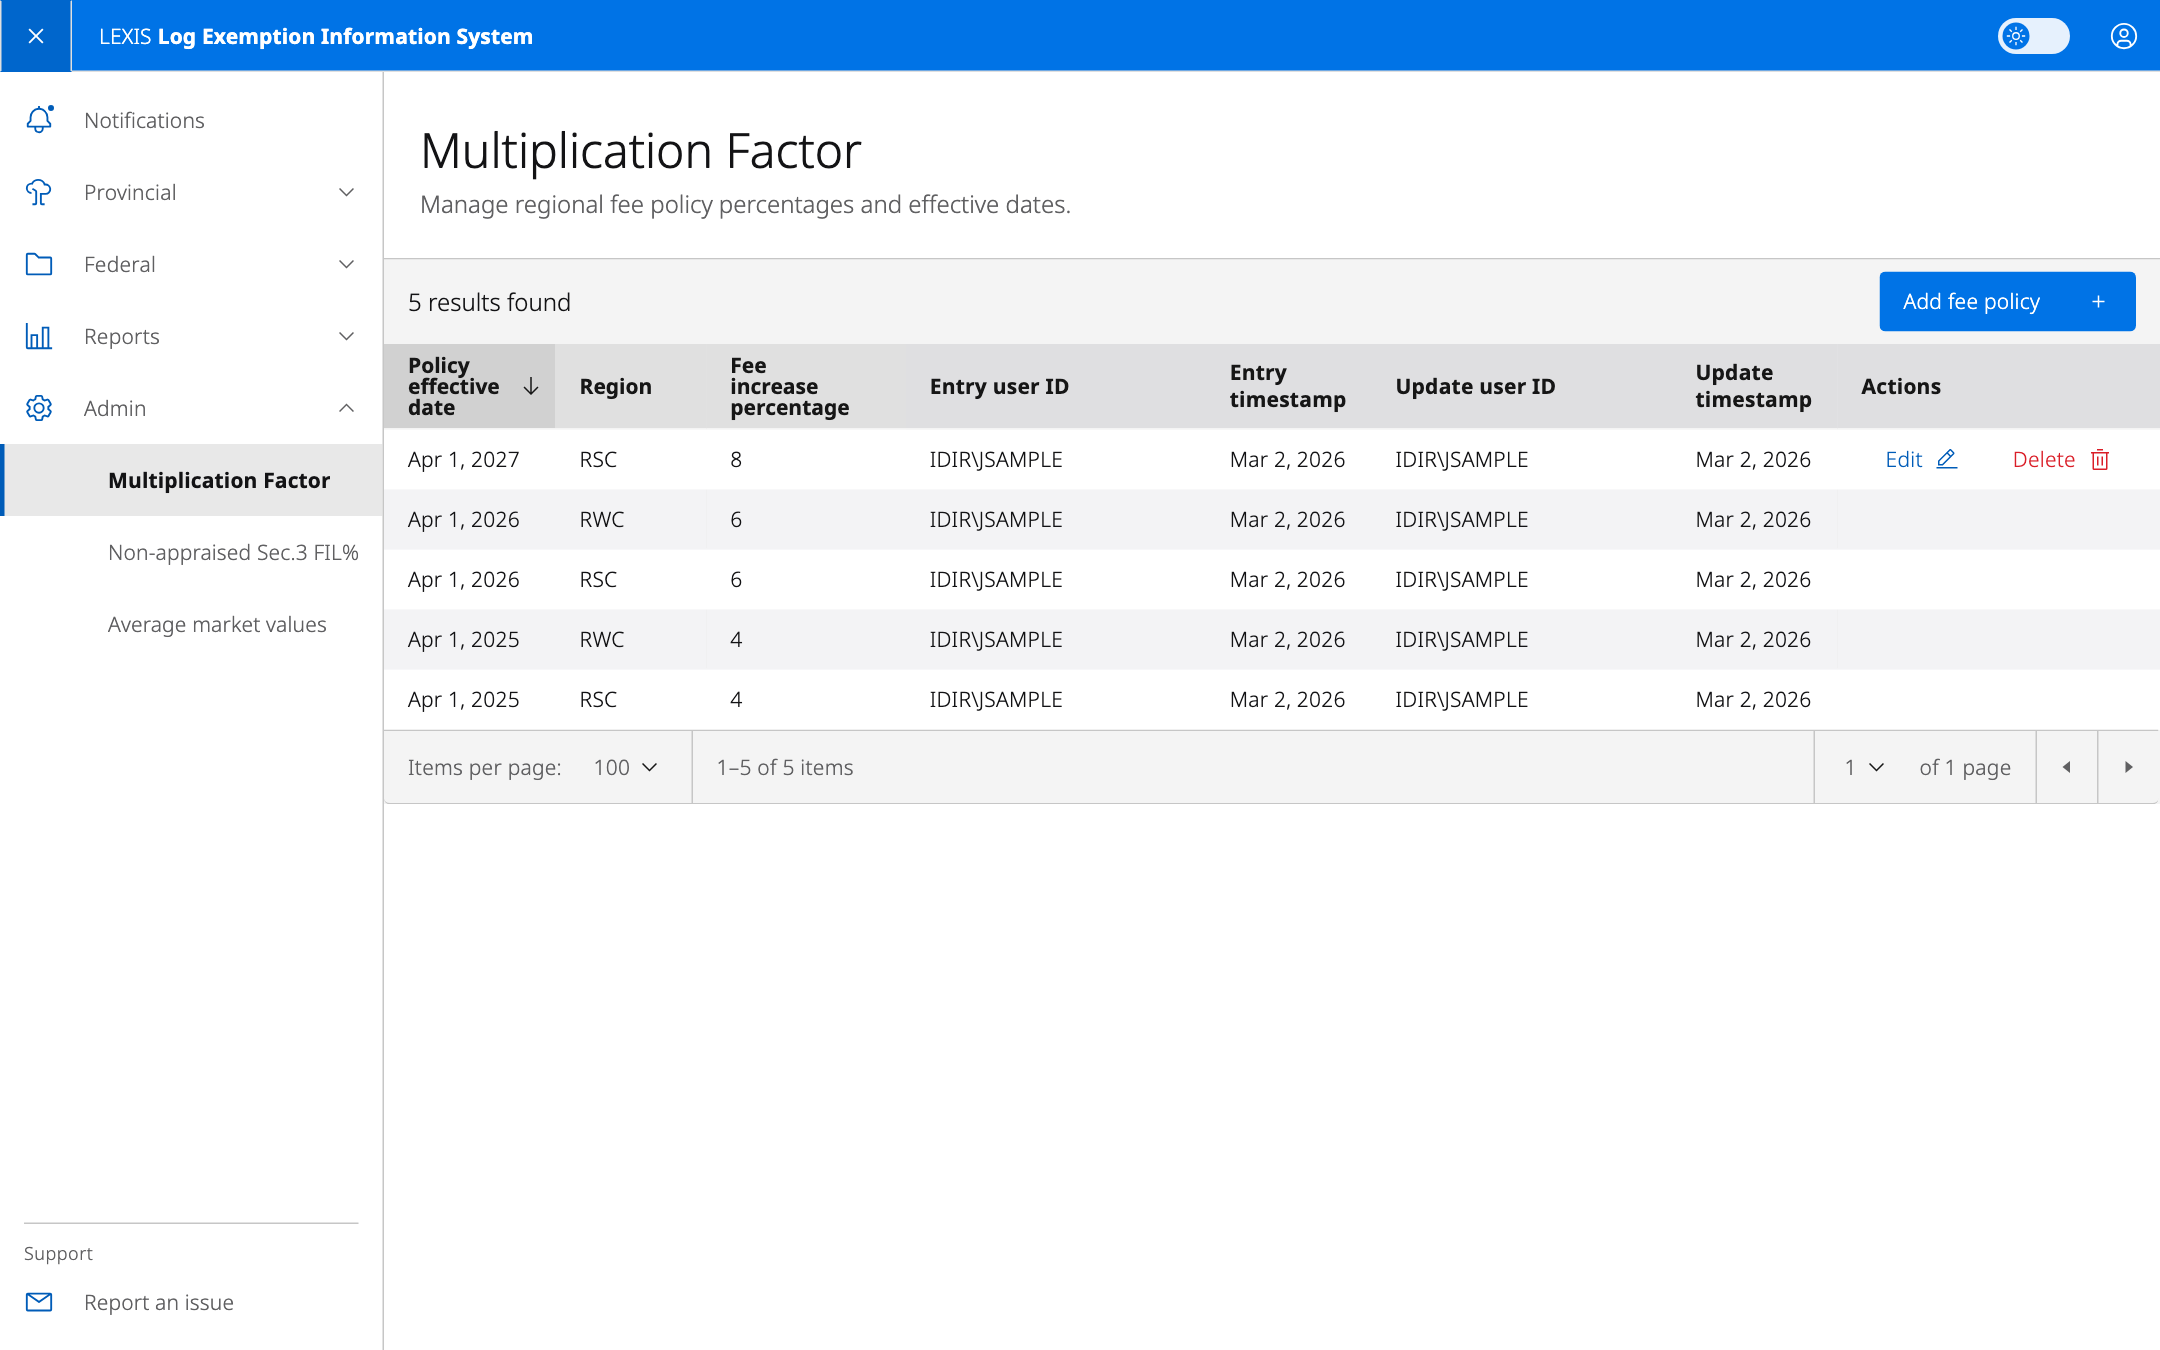 LEXIS Log Exemption Information System
Notifications
Provincial
Federal
Reports
Admin
Multiplication Factor
Non-appraised Sec.3 FIL%
Average market values
Support
Report an issue
Multiplication Factor
Manage regional fee policy percentages and effective dates.
5 results found
Add fee policy
Policy effective date Region Fee increase percentage Entry user ID Entry timestamp Update user ID Update timestamp Actions
Apr 1, 2027 RSC 8 IDIR\JSAMPLE Mar 2, 2026 IDIR\JSAMPLE Mar 2, 2026 Edit Delete
Apr 1, 2026 RWC 6 IDIR\JSAMPLE Mar 2, 2026 IDIR\JSAMPLE Mar 2, 2026
Apr 1, 2026 RSC 6 IDIR\JSAMPLE Mar 2, 2026 IDIR\JSAMPLE Mar 2, 2026
Apr 1, 2025 RWC 4 IDIR\JSAMPLE Mar 2, 2026 IDIR\JSAMPLE Mar 2, 2026
Apr 1, 2025 RSC 4 IDIR\JSAMPLE Mar 2, 2026 IDIR\JSAMPLE Mar 2, 2026
Items per page: 100 1–5 of 5 items 1 of 1 page